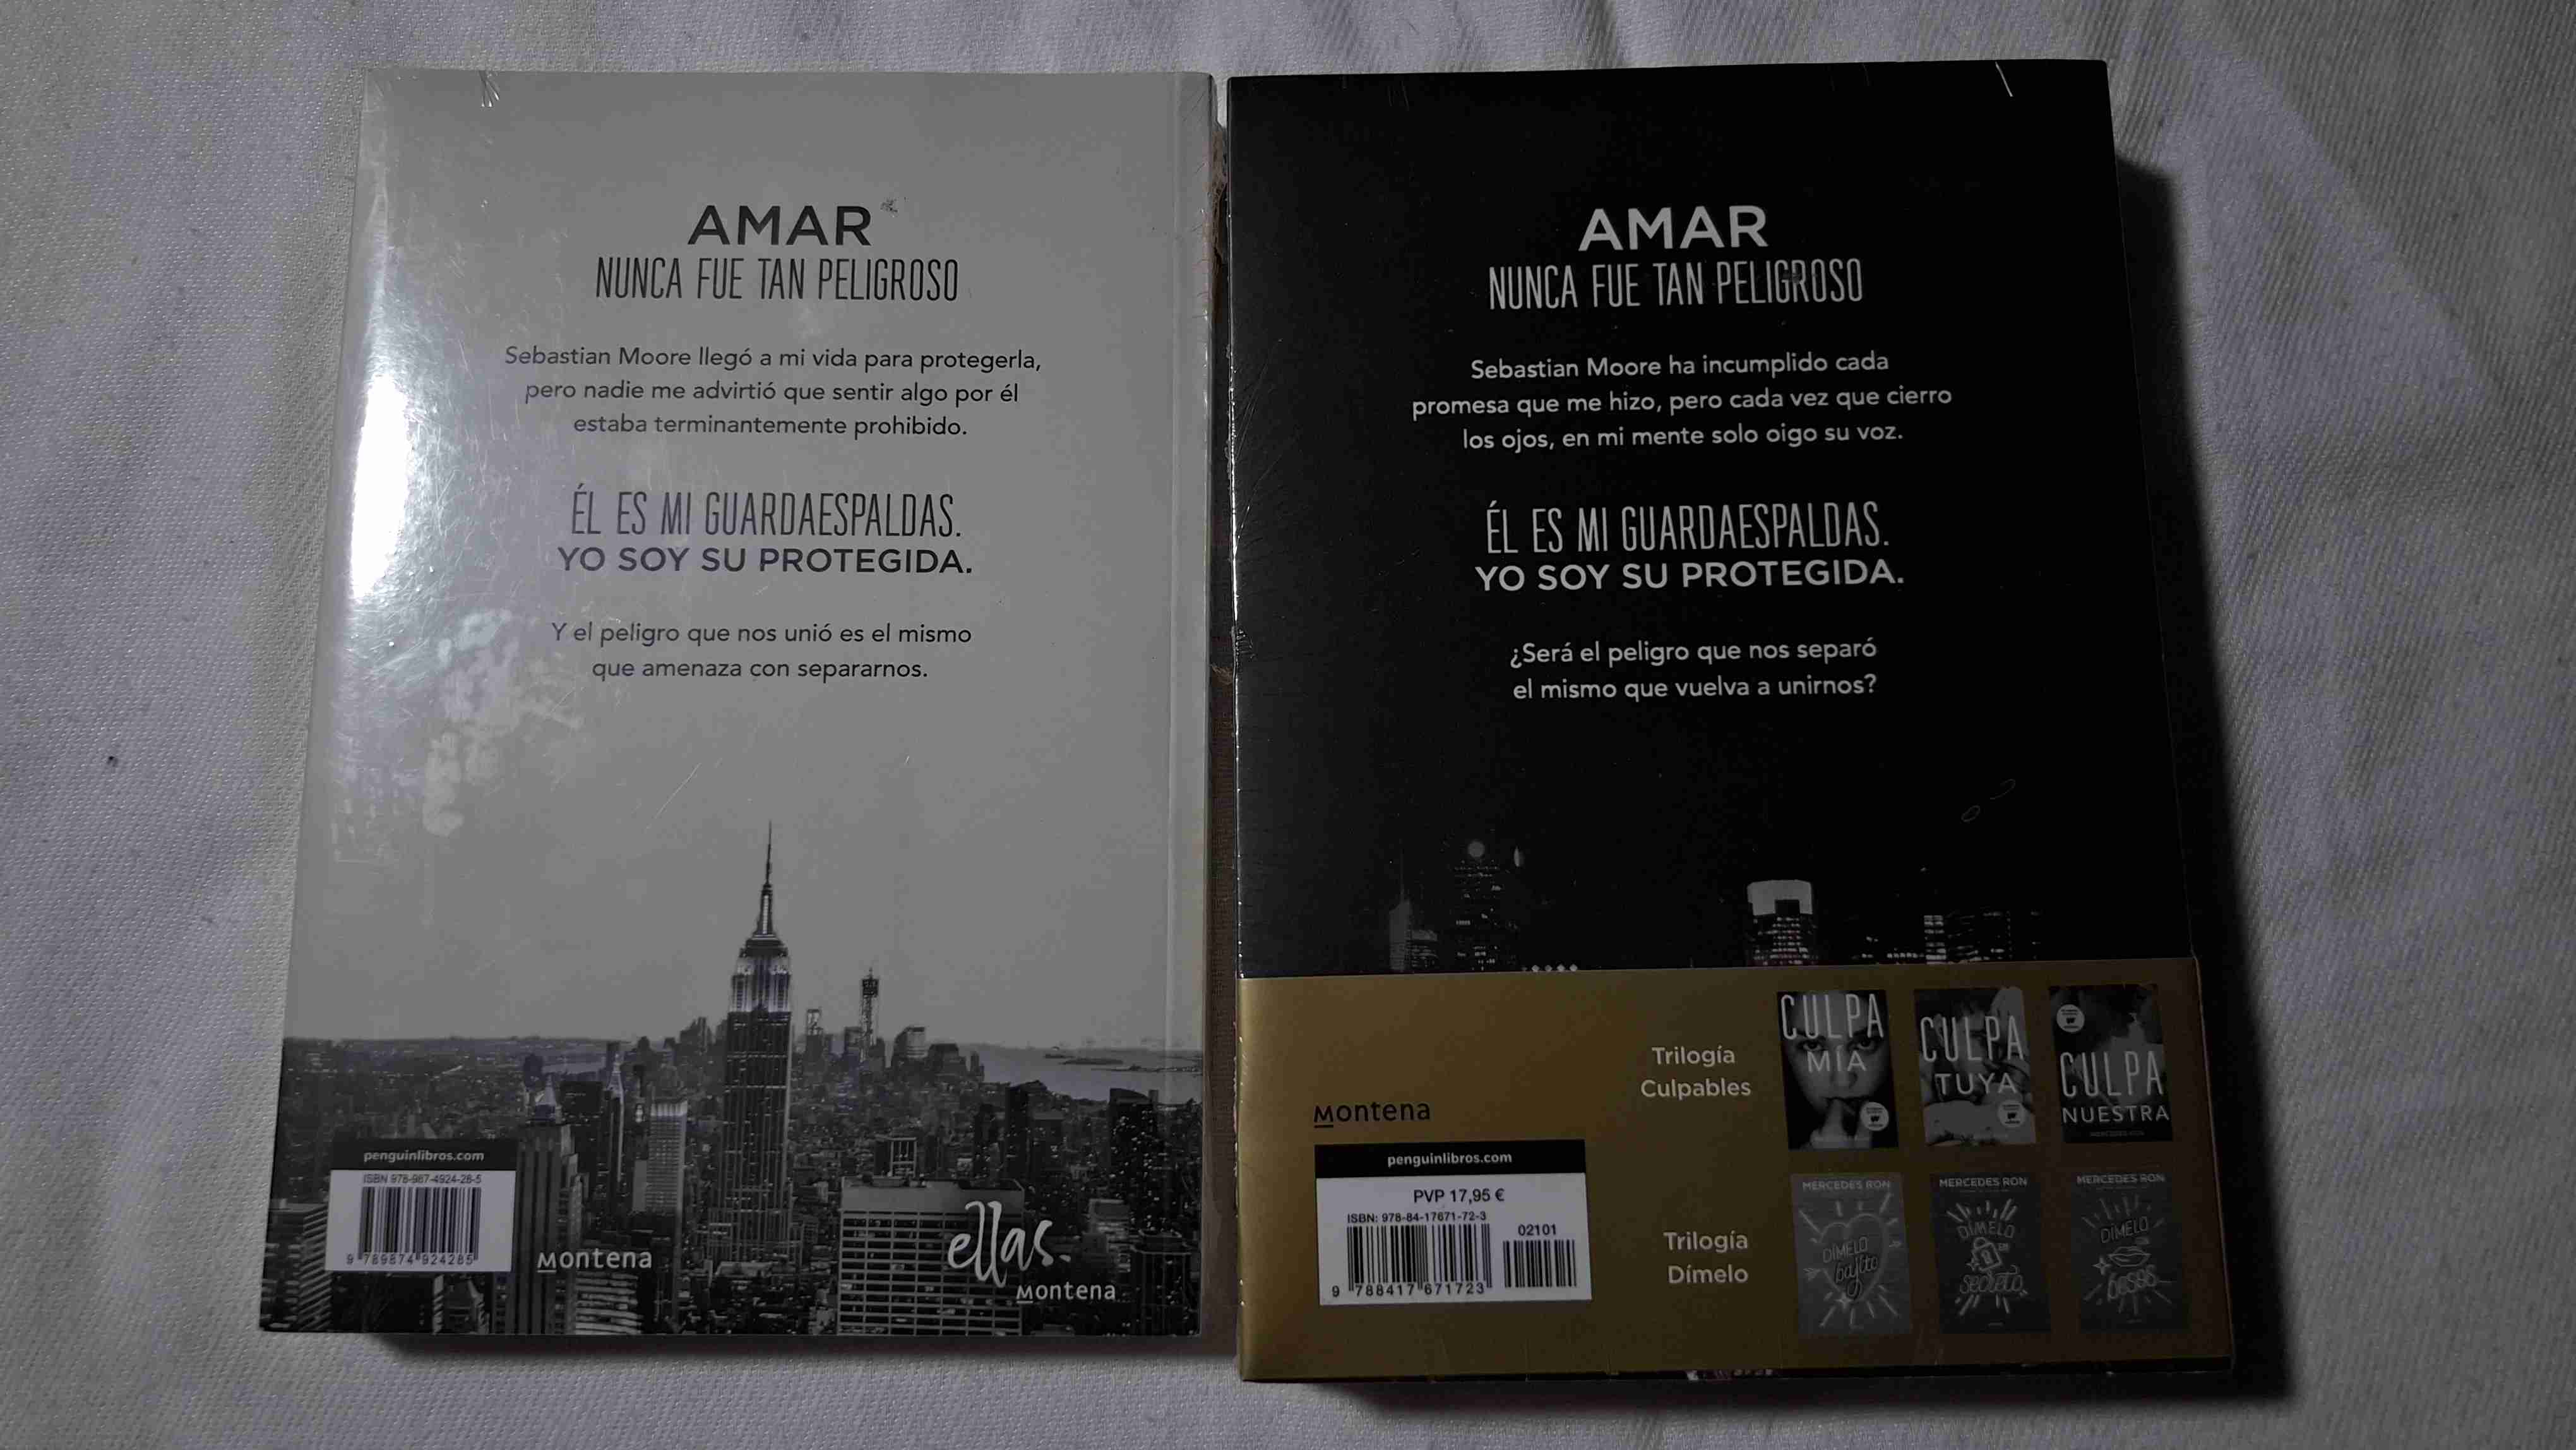 AMAR
NUNCA FUE TAN PELIGROSO
Sebastian Moore llegó a mi vida para protegerla,
pero nadie me advirtió que sentir algo por él
estaba terminantemente prohibido.
ÉL ES MI GUARDAESPALDAS.
YO SOY SU PROTEGIDA.
Y el peligro que nos unió es el mismo
que amenaza con separarnos.
penguinlibros.com
ISBN 978-987-4924-28-5
9 789874 924285
Montena
ellas
Montena
AMAR
NUNCA FUE TAN PELIGROSO
Sebastian Moore ha incumplido cada
promesa que me hizo, pero cada vez que cierro
los ojos, en mi mente solo oigo su voz.
ÉL ES MI GUARDAESPALDAS.
YO SOY SU PROTEGIDA.
¿Será el peligro que nos separó
el mismo que vuelva a unirnos?
Montena
penguinlibros.com
PVP 17,95 €
ISBN: 978-84-17671-72-3
02101
9 788417 671723
Trilogía
Culpables
CULPA
MÍA
CULPA
TUYA
CULPA
NUESTRA
MERCEDES RON
Trilogía
Dímelo
MERCEDES RON
DÍMELO
bajito
MERCEDES RON
DÍMELO
EN
secreto
MERCEDES RON
DÍMELO
CON
besos